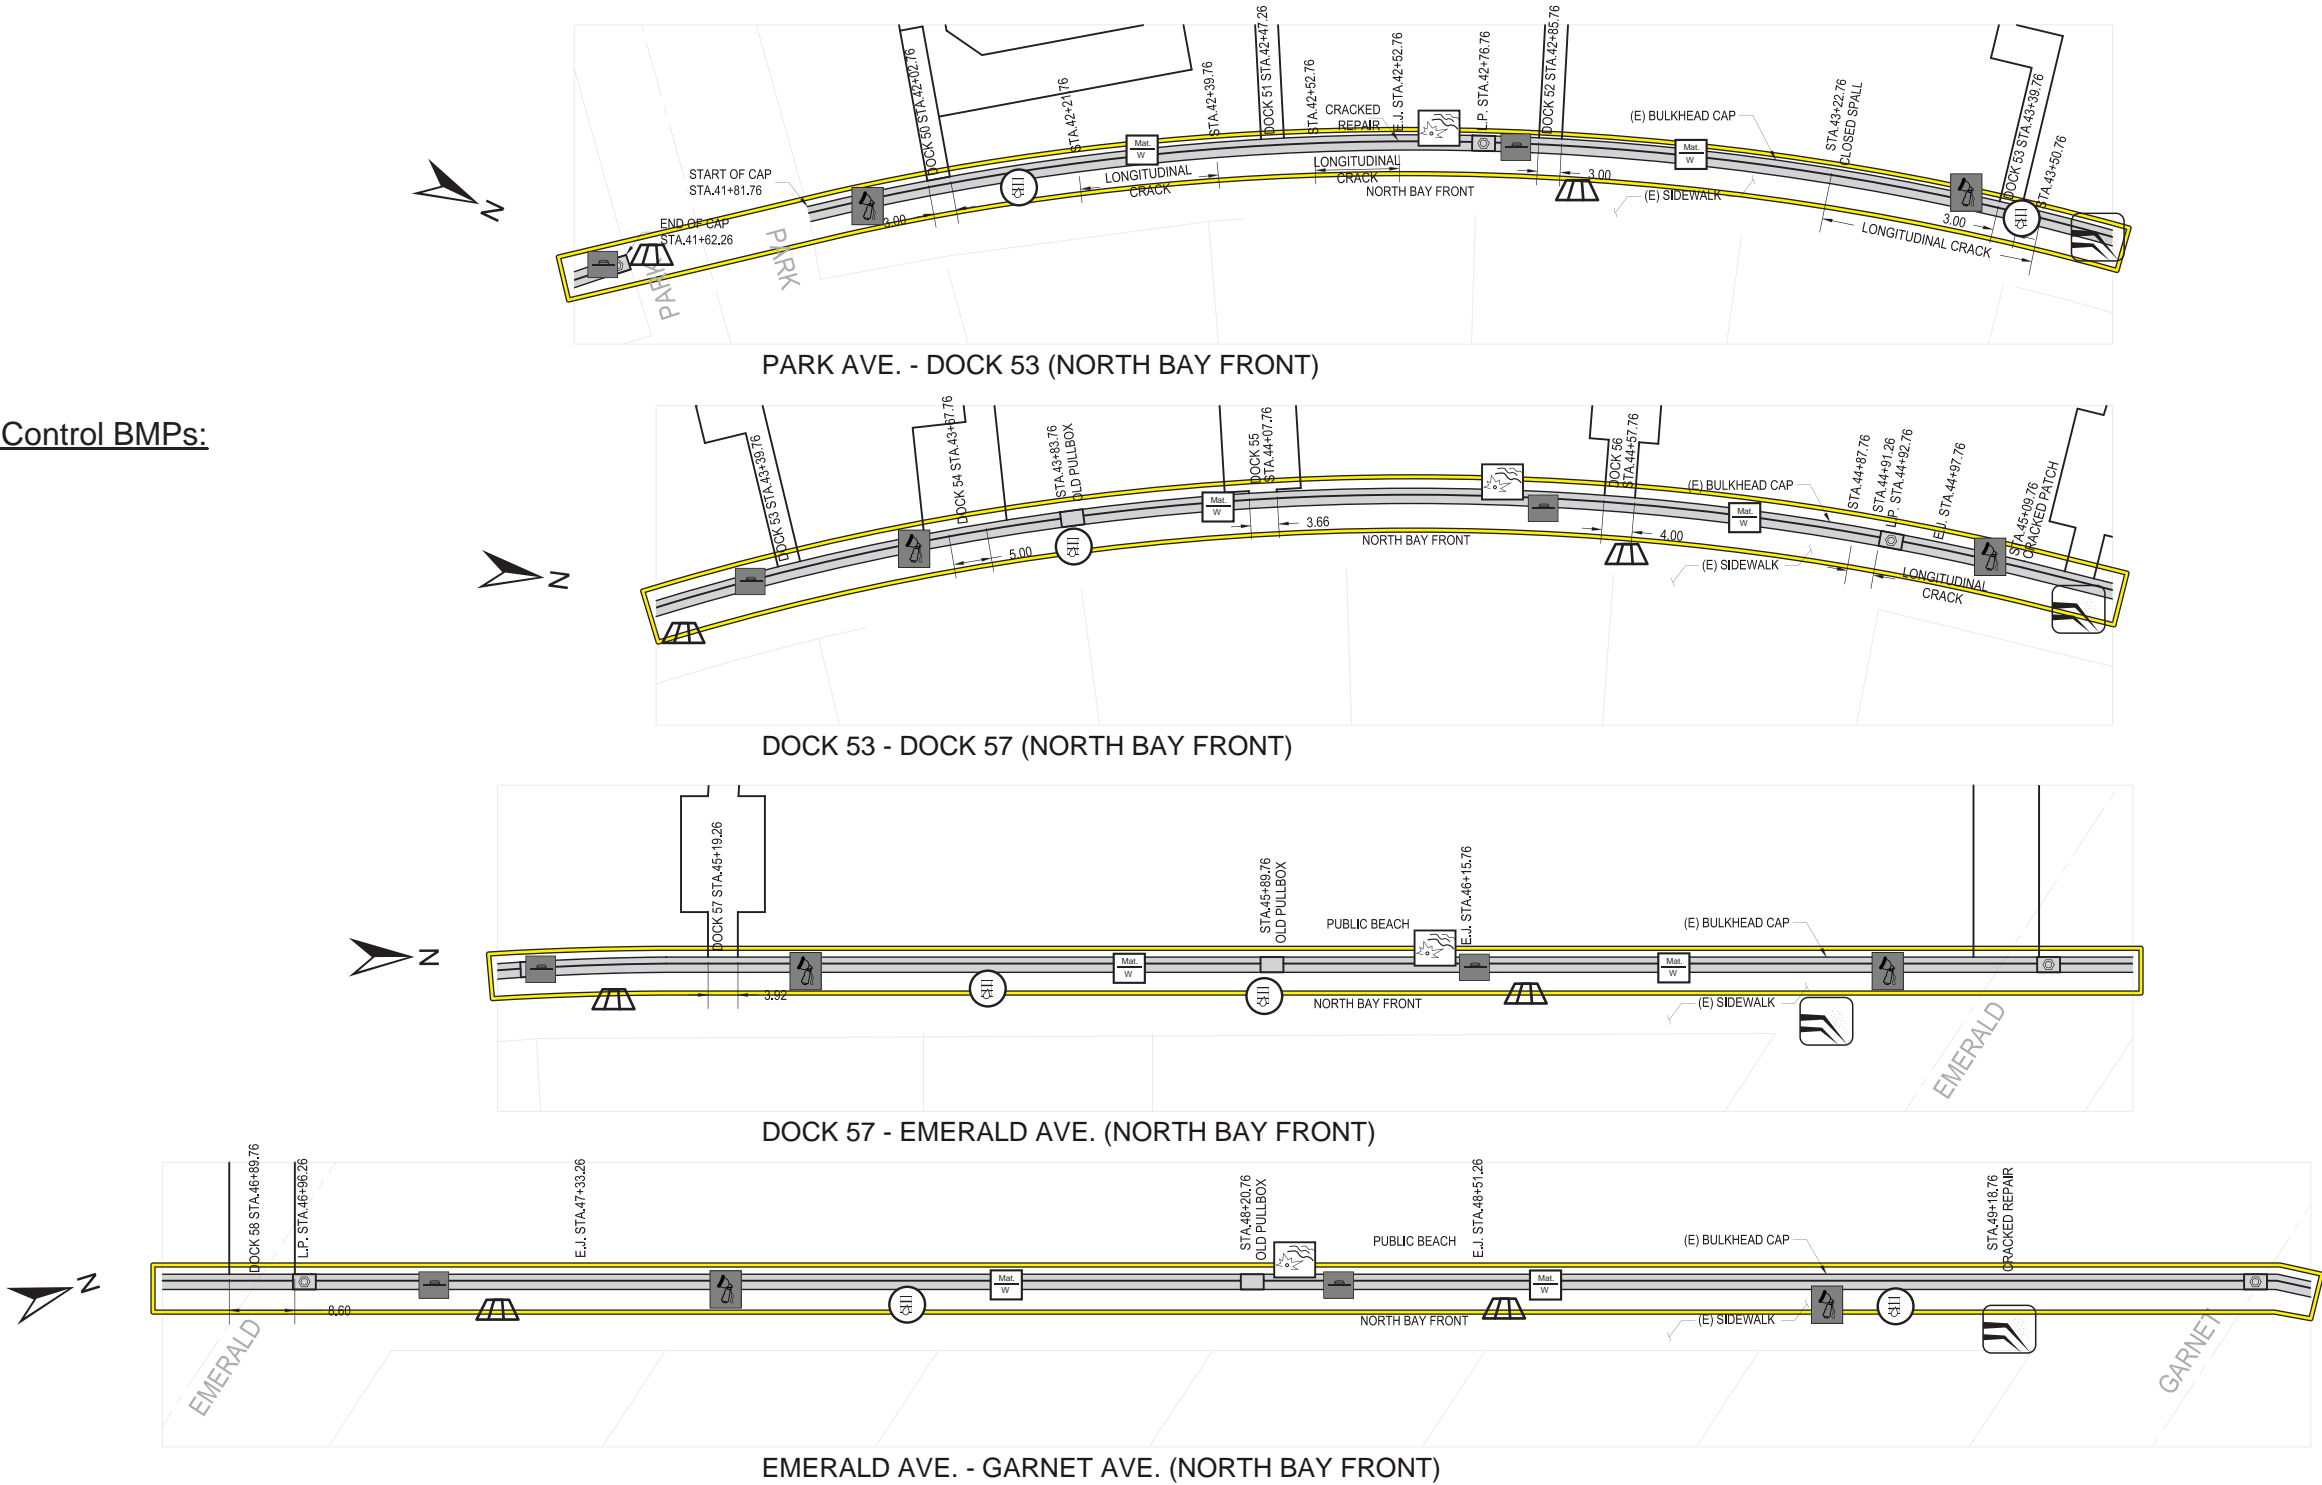 DOCK 50 STA.42+02.76
STA.42+21.76
STA.42+39.76
DOCK 51 STA.42+47.26
STA.42+52.76
E.J. STA.42+52.76
L.P. STA.42+76.76
DOCK 52 STA.42+85.76
STA.43+22.76
CLOSED SPALL
DOCK 53 STA.43+39.76
STA.43+50.76
CRACKED
REPAIR
(E) BULKHEAD CAP
START OF CAP
STA.41+81.76
END OF CAP
STA.41+62.26
Mat.
W
Mat.
W
LONGITUDINAL
CRACK
LONGITUDINAL
CRACK
NORTH BAY FRONT
3.00
3.00
3.00
(E) SIDEWALK
LONGITUDINAL CRACK
N
PARK
PARK
PARK AVE. - DOCK 53 (NORTH BAY FRONT)
Control BMPs:
DOCK 53 STA.43+39.76
DOCK 54 STA.43+67.76
STA.43+83.76
OLD PULLBOX
DOCK 55
STA.44+07.76
DOCK 56
STA.44+57.76
(E) BULKHEAD CAP
STA.44+87.76
STA.44+91.26
L.P. STA.44+92.76
E.J. STA.44+97.76
STA.45+09.76
CRACKED PATCH
Mat.
W
Mat.
W
5.00
3.66
4.00
NORTH BAY FRONT
(E) SIDEWALK
LONGITUDINAL
CRACK
N
DOCK 53 - DOCK 57 (NORTH BAY FRONT)
DOCK 57 STA.45+19.26
STA.45+89.76
OLD PULLBOX
PUBLIC BEACH
E.J. STA.46+15.76
(E) BULKHEAD CAP
Mat.
W
Mat.
W
N
3.92
NORTH BAY FRONT
(E) SIDEWALK
EMERALD
DOCK 57 - EMERALD AVE. (NORTH BAY FRONT)
DOCK 58 STA.46+89.76
L.P. STA.46+96.26
E.J. STA.47+33.26
STA.48+20.76
OLD PULLBOX
PUBLIC BEACH
E.J. STA.48+51.26
(E) BULKHEAD CAP
STA.49+18.76
CRACKED REPAIR
Mat.
W
Mat.
W
N
8.60
NORTH BAY FRONT
(E) SIDEWALK
EMERALD
GARNET
EMERALD AVE. - GARNET AVE. (NORTH BAY FRONT)